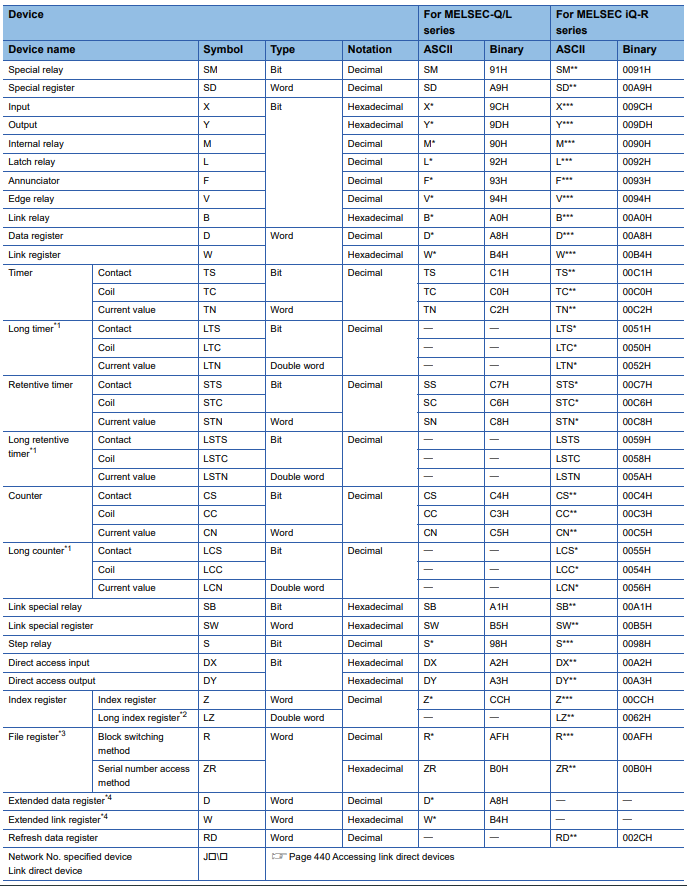 Device For MELSEC-Q/L series For MELSEC iQ-R series
Device name Symbol Type Notation ASCII Binary ASCII Binary
Special relay SM Bit Decimal SM 91H SM** 0091H
Special register SD Word Decimal SD A9H SD** 00A9H
Input X Bit Hexadecimal X* 9CH X*** 009CH
Output Y Hexadecimal Y* 9DH Y*** 009DH
Internal relay M Decimal M* 90H M*** 0090H
Latch relay L Decimal L* 92H L*** 0092H
Annunciator F Decimal F* 93H F*** 0093H
Edge relay V Decimal V* 94H V*** 0094H
Link relay B Hexadecimal B* A0H B*** 00A0H
Data register D Word Decimal D* A8H D*** 00A8H
Link register W Hexadecimal W* B4H W*** 00B4H
Timer Contact TS Bit Decimal TS C1H TS** 00C1H
Coil TC TC C0H TC** 00C0H
Current value TN Word TN C2H TN** 00C2H
Long timer*1 Contact LTS Bit Decimal — — LTS* 0051H
Coil LTC — — LTC* 0050H
Current value LTN Double word — — LTN* 0052H
Retentive timer Contact STS Bit Decimal SS C7H STS* 00C7H
Coil STC SC C6H STC* 00C6H
Current value STN Word SN C8H STN* 00C8H
Long retentive timer*1 Contact LSTS Bit Decimal — — LSTS 0059H
Coil LSTC — — LSTC 0058H
Current value LSTN Double word — — LSTN 005AH
Counter Contact CS Bit Decimal CS C4H CS** 00C4H
Coil CC CC C3H CC** 00C3H
Current value CN Word CN C5H CN** 00C5H
Long counter*1 Contact LCS Bit Decimal — — LCS* 0055H
Coil LCC — — LCC* 0054H
Current value LCN Double word — — LCN* 0056H
Link special relay SB Bit Hexadecimal SB A1H SB** 00A1H
Link special register SW Word Hexadecimal SW B5H SW** 00B5H
Step relay S Bit Decimal S* 98H S*** 0098H
Direct access input DX Bit Hexadecimal DX A2H DX** 00A2H
Direct access output DY Hexadecimal DY A3H DY** 00A3H
Index register Index register Z Word Decimal Z* CCH Z*** 00CCH
Long index register*2 LZ Double word — — LZ** 0062H
File register*3 Block switching method R Word Decimal R* AFH R*** 00AFH
Serial number access method ZR Hexadecimal ZR B0H ZR** 00B0H
Extended data register*4 D Word Decimal D* A8H — —
Extended link register*4 W Word Hexadecimal W* B4H — —
Refresh data register RD Word Decimal — — RD** 002CH
Network No. specified device J□\□ ☞ Page 440 Accessing link direct devices
Link direct device